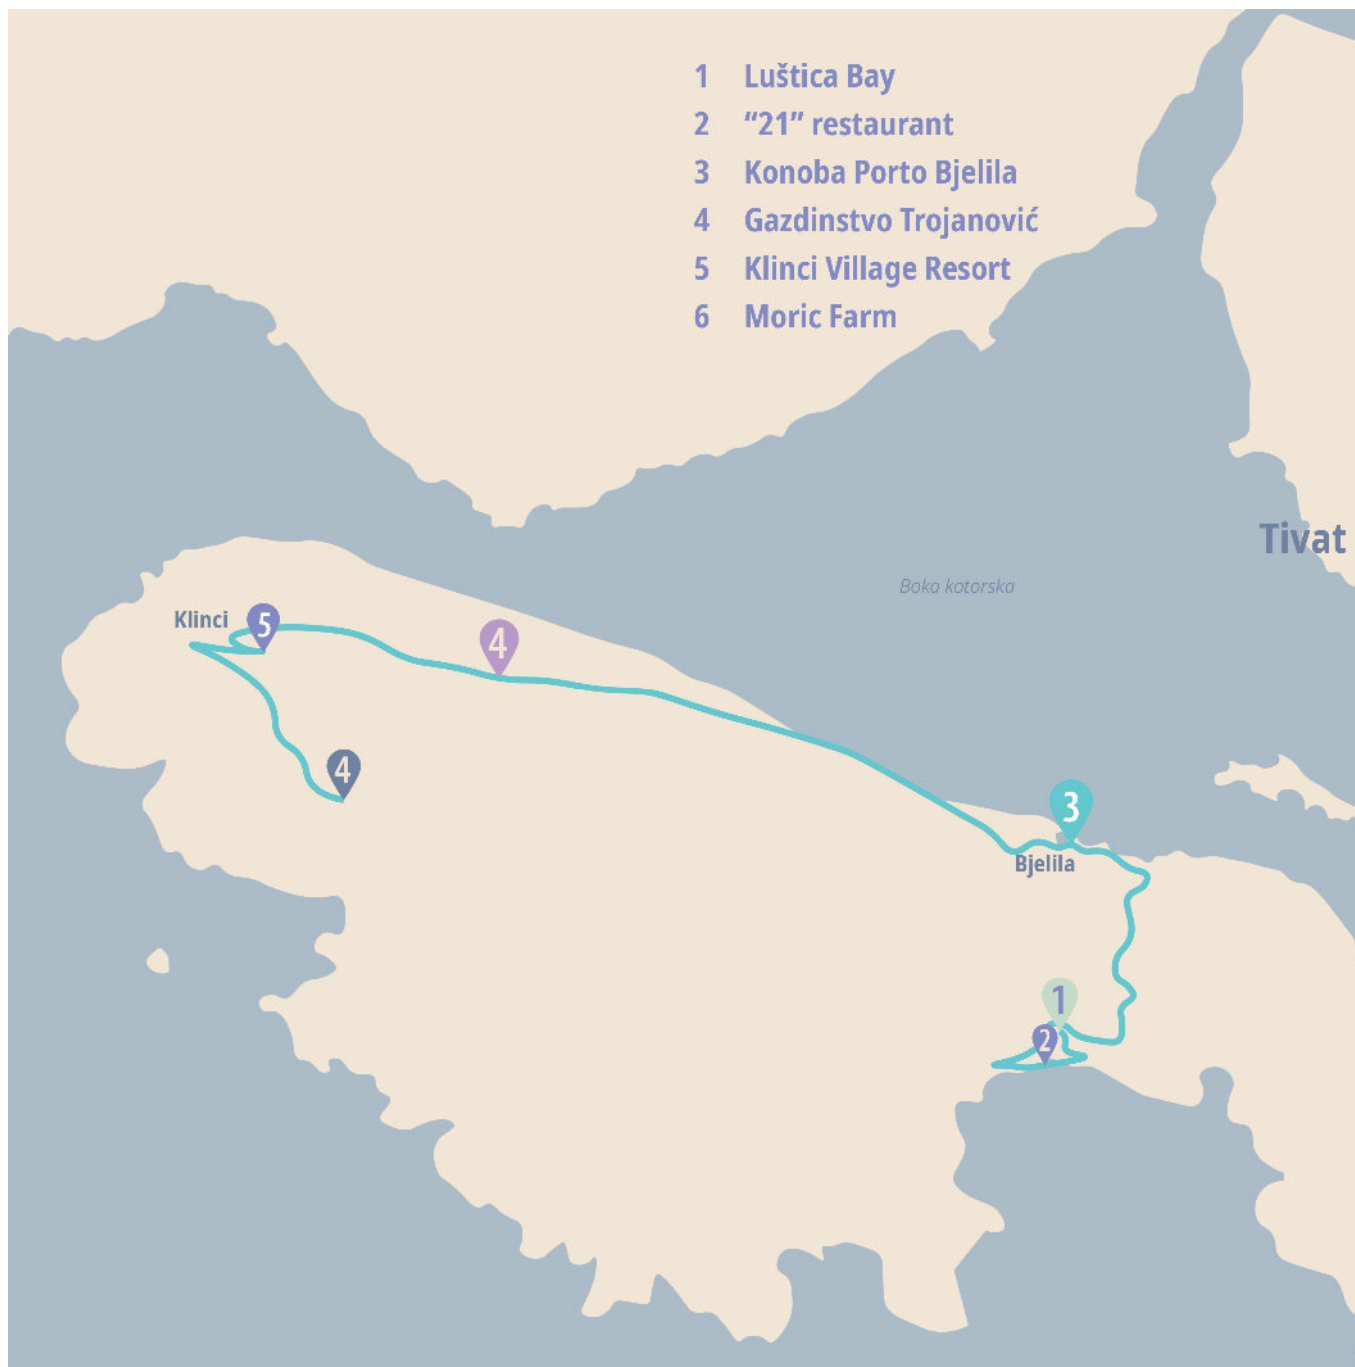 1 Luštica Bay
2 “21” restaurant
3 Konoba Porto Bjelila
4 Gazdinstvo Trojanović
5 Klinci Village Resort
6 Moric Farm
Tivat
Boka kotorska
Klinci
5
4
4
3
Bjelila
1
2